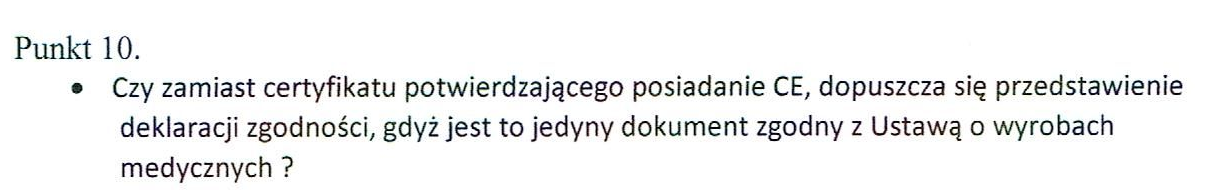 Punkt 10.
• Czy zamiast certyfikatu potwierdzającego posiadanie CE, dopuszcza się przedstawienie
deklaracji zgodności, gdyż jest to jedyny dokument zgodny z Ustawą o wyrobach
medycznych ?